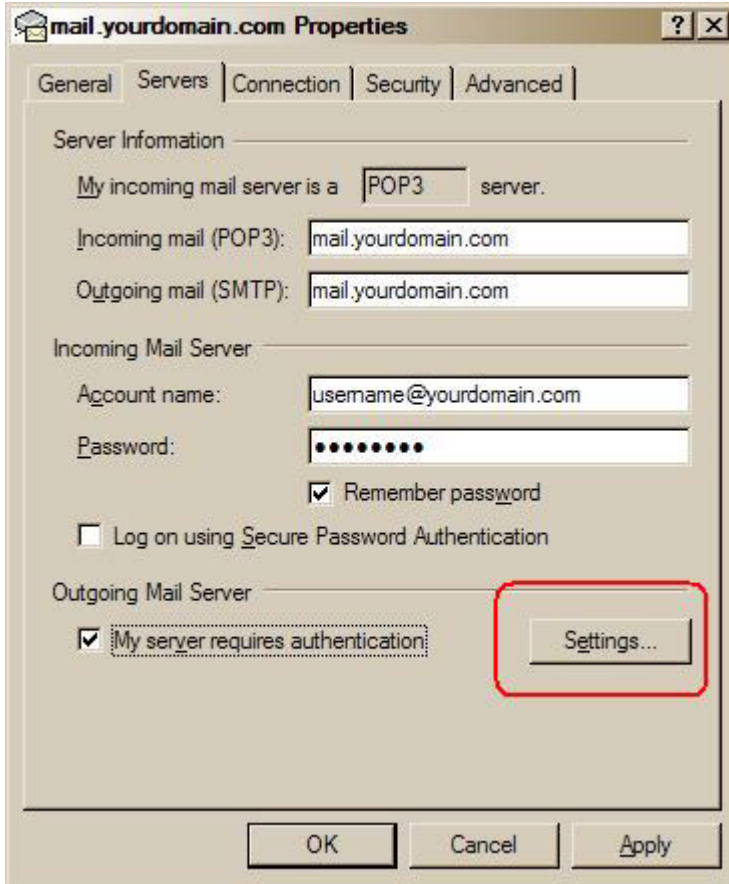 mail.yourdomain.com Properties ? X
General Servers Connection Security Advanced
Server Information
My incoming mail server is a POP3 server.
Incoming mail (POP3): mail.yourdomain.com
Outgoing mail (SMTP): mail.yourdomain.com
Incoming Mail Server
Account name: username@yourdomain.com
Password: ●●●●●●●●
Remember password
Log on using Secure Password Authentication
Outgoing Mail Server
My server requires authentication Settings...
OK Cancel Apply